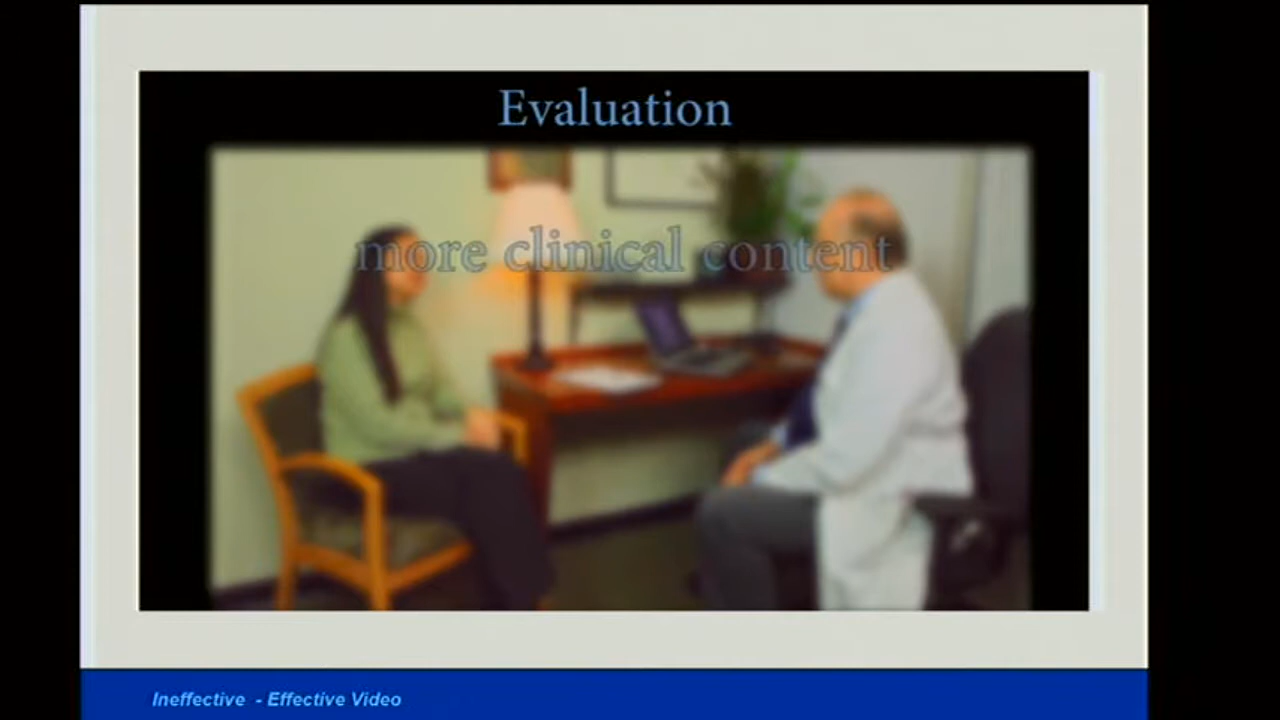 Evaluation
more clinical content
Ineffective - Effective Video